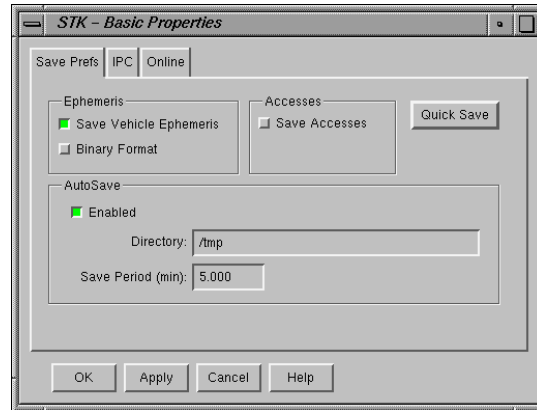 STK – Basic Properties
Save Prefs IPC Online
Ephemeris
Save Vehicle Ephemeris
Binary Format
Accesses
Save Accesses
Quick Save
AutoSave
Enabled
Directory: /tmp
Save Period (min): 5.000
OK Apply Cancel Help